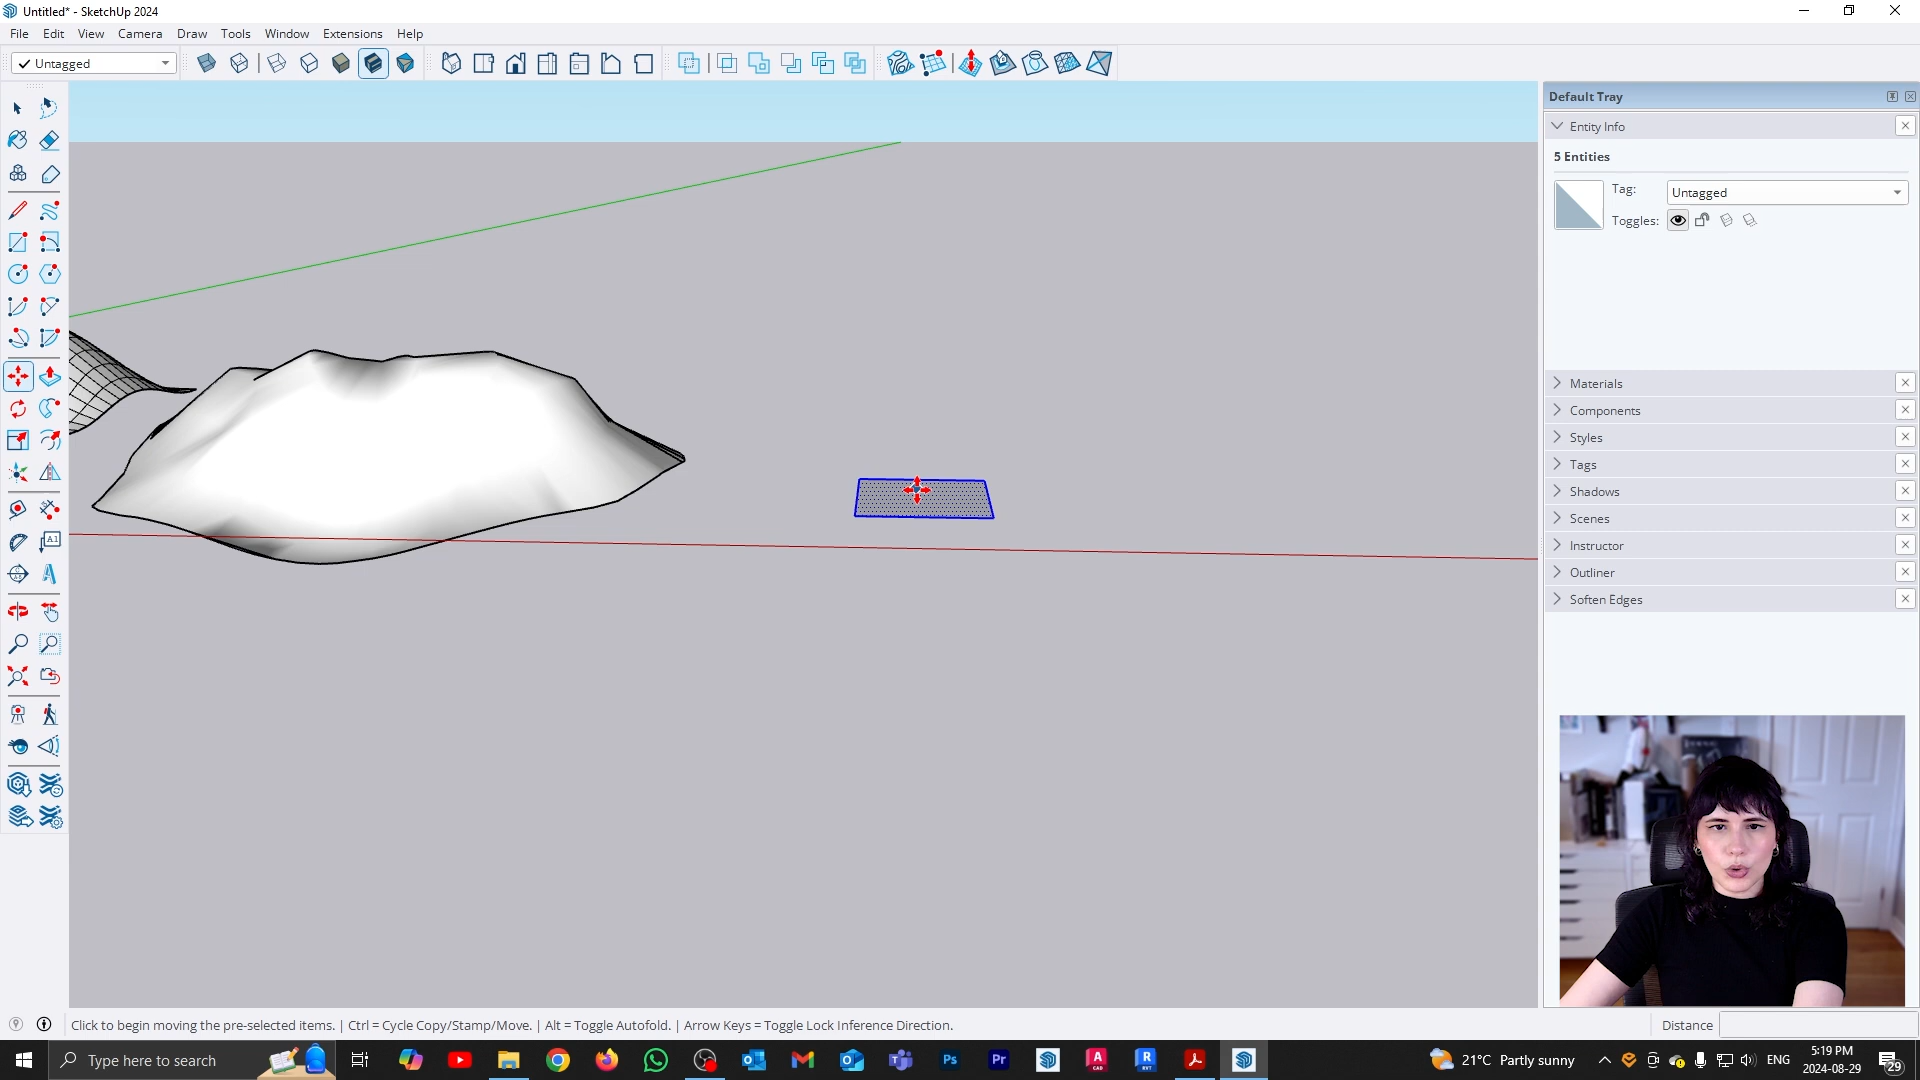 Untitled* - SketchUp 2024
File Edit View Camera Draw Tools Window Extensions Help
Untagged
Default Tray
Entity Info
5 Entities
Tag: Untagged
Toggles:
Materials
Components
Styles
Tags
Shadows
Scenes
Instructor
Outliner
Soften Edges
Click to begin moving the pre-selected items. | Ctrl = Cycle Copy/Stamp/Move. | Alt = Toggle Autofold. | Arrow Keys = Toggle Lock Inference Direction.
Distance
Type here to search
Ps
Pr
21°C Partly sunny
ENG
5:19 PM
2024-08-29
29